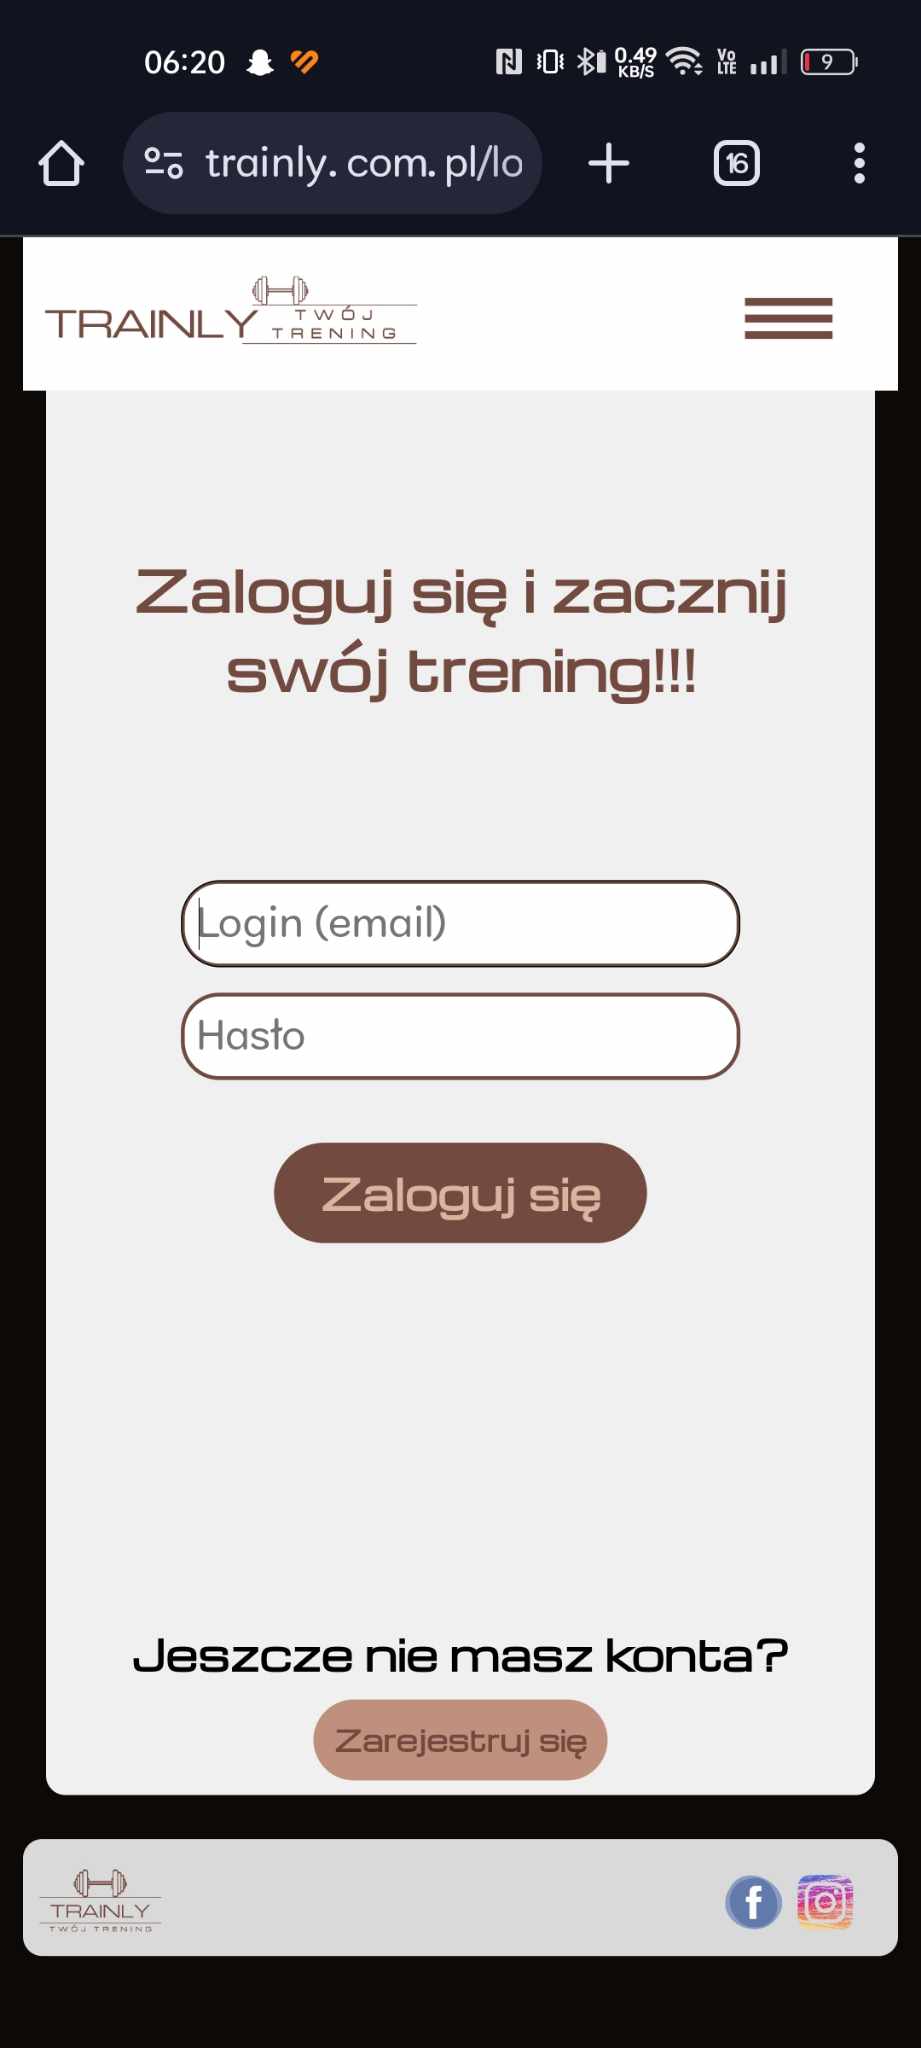 06:20
0.49
KB/S
Vo
LTE
9
trainly.com.pl/lo
16
TRAINLY TWÓJ
TRENING
Zaloguj się i zacznij
swój trening!!!
Login (email)
Hasło
Zaloguj się
Jeszcze nie masz konta?
Zarejestruj się
TRAINLY
TWÓJ TRENING